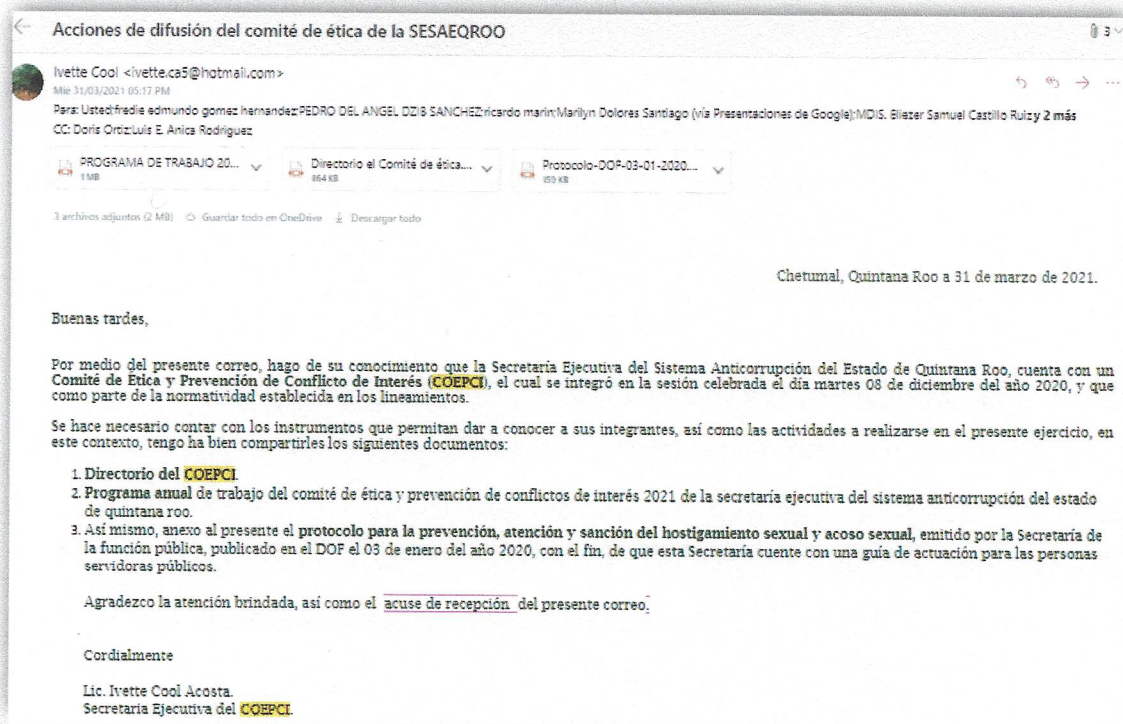 Acciones de difusión del comité de ética de la SESAEQROO
3
Ivette Cool <ivette.ca5@hotmail.com>
Mié 31/03/2021 05:17 PM
Para: Usted;fredie edmundo gomez hernandez;PEDRO DEL ANGEL DZIB SANCHEZ;ricardo marin;Marilyn Dolores Santiago (vía Presentaciones de Google);MDIS. Eliezer Samuel Castillo Ruiz y 2 más
CC: Doris Ortiz;Luis E. Anica Rodriguez
PROGRAMA DE TRABAJO 20...
1 MB
Directorio el Comité de ética....
864 KB
Protocolo-DOF-03-01-2020....
159 KB
3 archivos adjuntos (2 MB) Guardar todo en OneDrive Descargar todo
Chetumal, Quintana Roo a 31 de marzo de 2021.
Buenas tardes,
Por medio del presente correo, hago de su conocimiento que la Secretaría Ejecutiva del Sistema Anticorrupción del Estado de Quintana Roo, cuenta con un
Comité de Ética y Prevención de Conflicto de Interés (COEPCI), el cual se integró en la sesión celebrada el día martes 08 de diciembre del año 2020, y que
como parte de la normatividad establecida en los lineamientos.
Se hace necesario contar con los instrumentos que permitan dar a conocer a sus integrantes, así como las actividades a realizarse en el presente ejercicio, en
este contexto, tengo ha bien compartirles los siguientes documentos:
1. Directorio del COEPCI.
2. Programa anual de trabajo del comité de ética y prevención de conflictos de interés 2021 de la secretaría ejecutiva del sistema anticorrupción del estado
de quintana roo.
3. Así mismo, anexo al presente el protocolo para la prevención, atención y sanción del hostigamiento sexual y acoso sexual, emitido por la Secretaría de
la función pública, publicado en el DOF el 03 de enero del año 2020, con el fin, de que esta Secretaría cuente con una guía de actuación para las personas
servidoras públicos.
Agradezco la atención brindada, así como el acuse de recepción del presente correo.
Cordialmente
Lic. Ivette Cool Acosta.
Secretaria Ejecutiva del COEPCI.